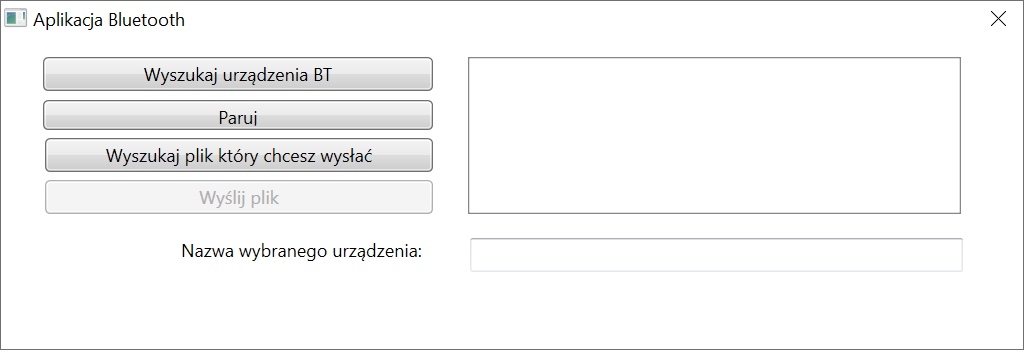 Aplikacja Bluetooth
Wyszukaj urządzenia BT
Paruj
Wyszukaj plik który chcesz wysłać
Wyślij plik
Nazwa wybranego urządzenia: